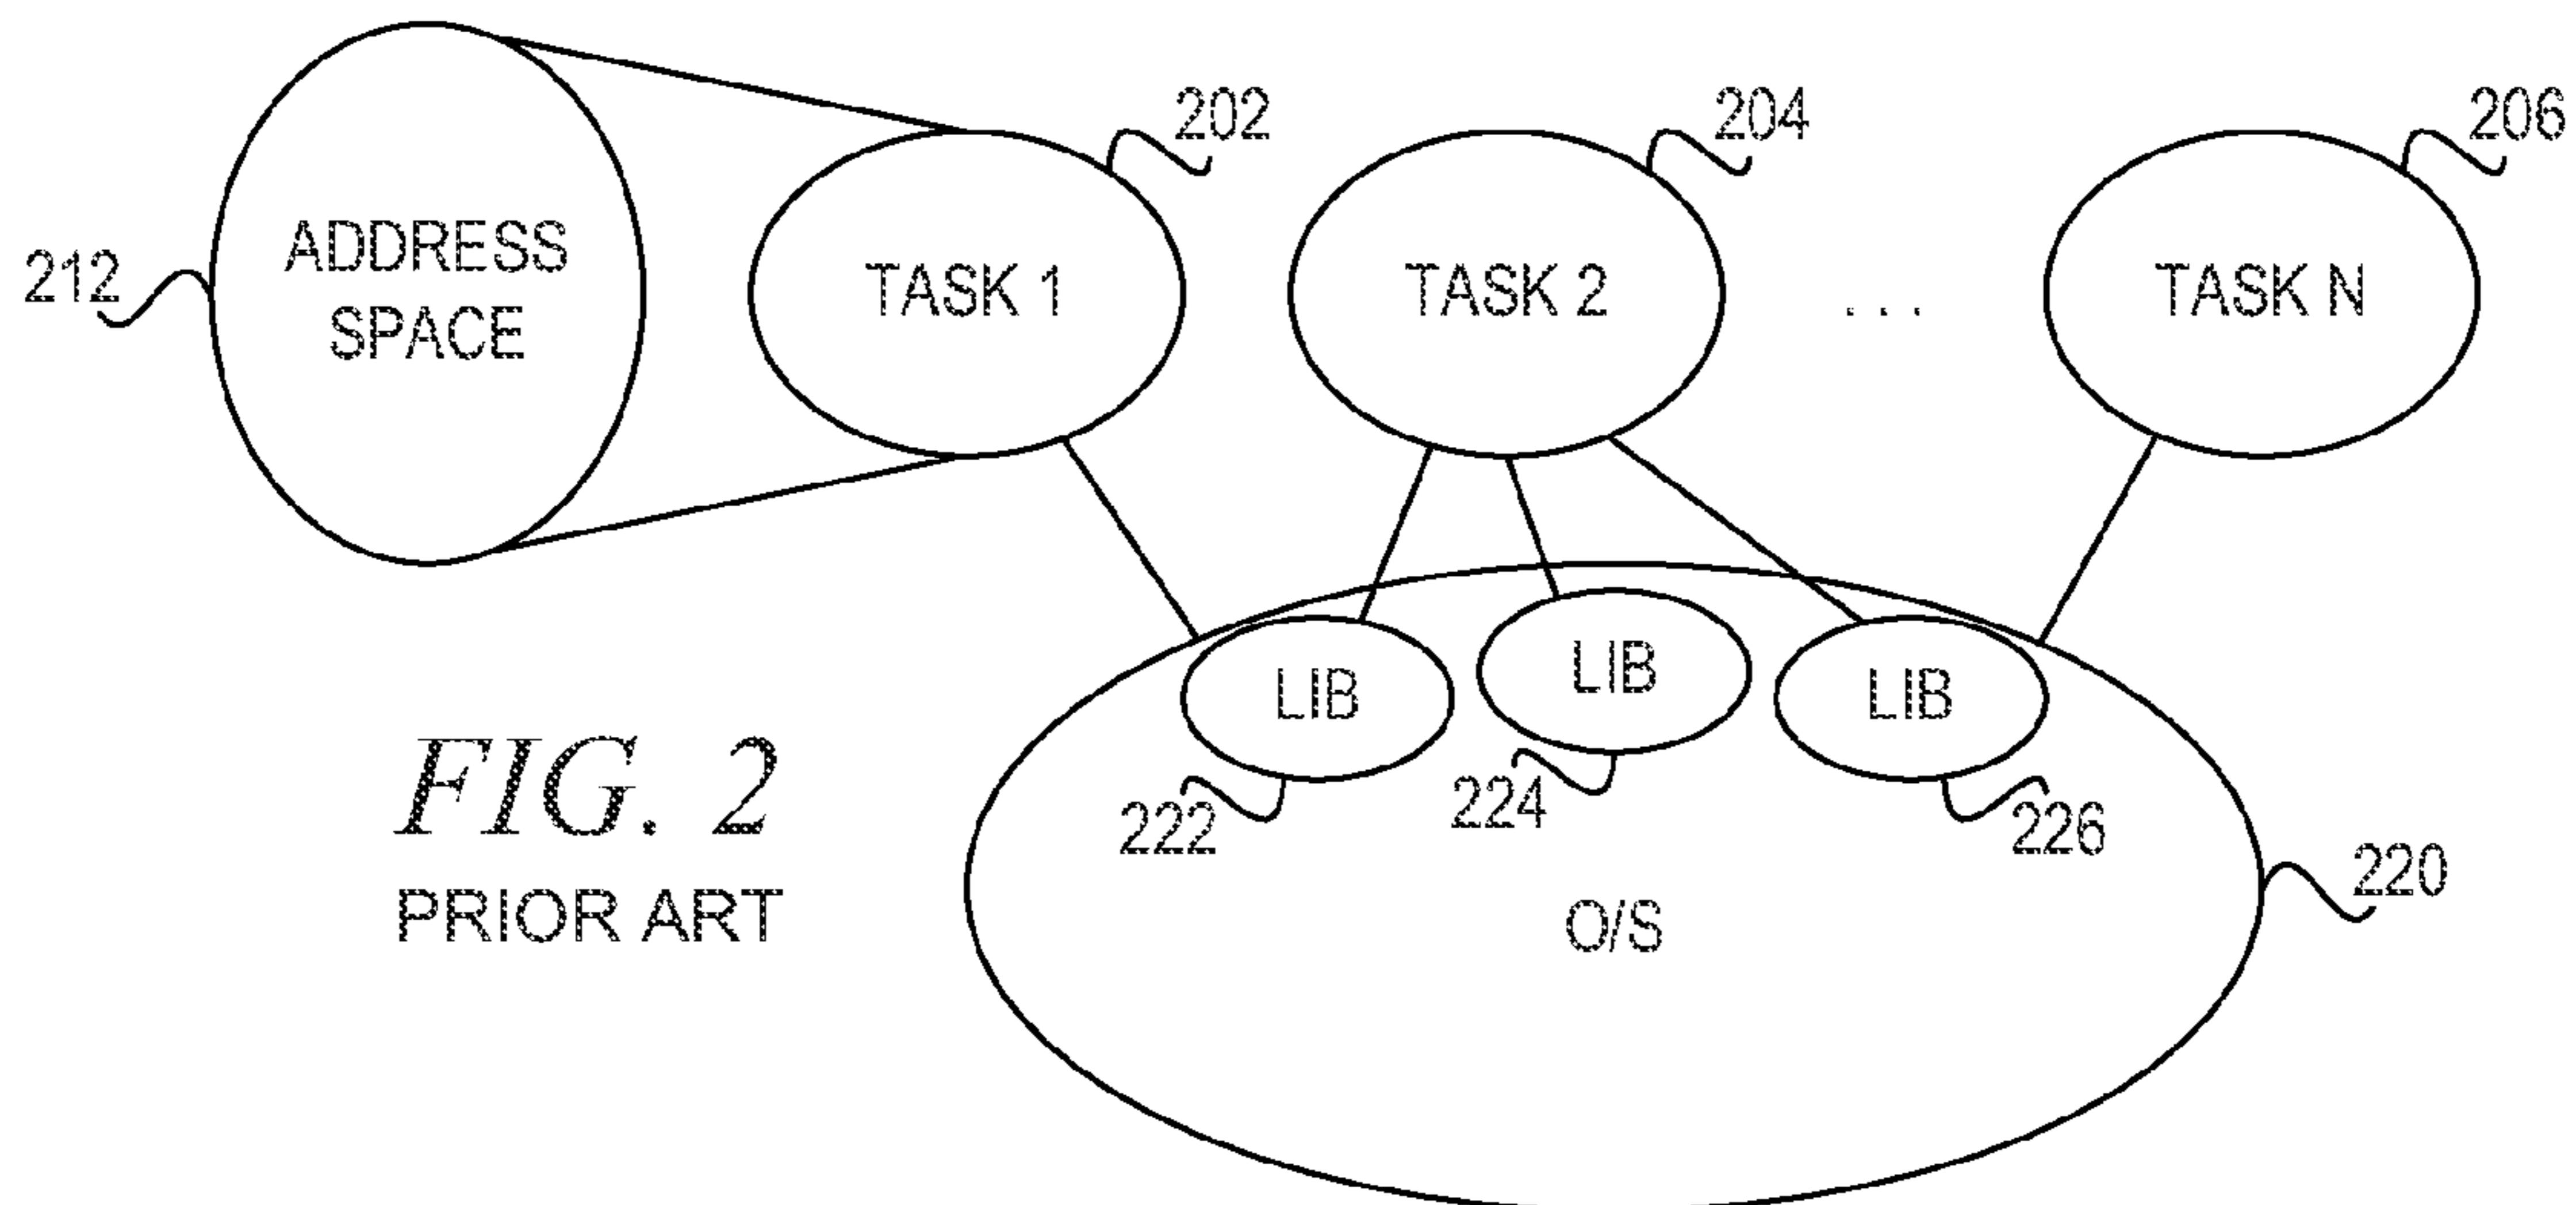 202
204
206
ADDRESS
SPACE
212
TASK 1
TASK 2
. . .
TASK N
LIB
LIB
LIB
222
224
226
FIG. 2
PRIOR ART
220
O/S